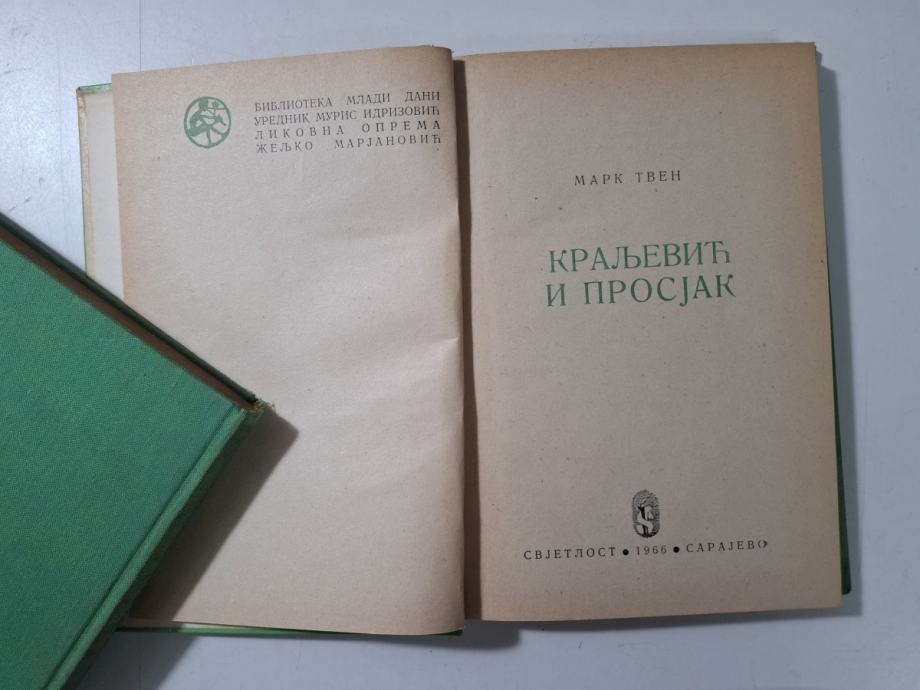 БИБЛИОТЕКА МЛАДИ ДАНИ
УРЕДНИК МУРИС ИДРИЗОВИЋ
ЛИКОВНА ОПРЕМА
ЖЕЉКО МАРЈАНОВИЋ
МАРК ТВЕН
КРАЉЕВИЋ
И ПРОСЈАК
СВЈЕТЛОСТ • 1966 • САРАЈЕВО